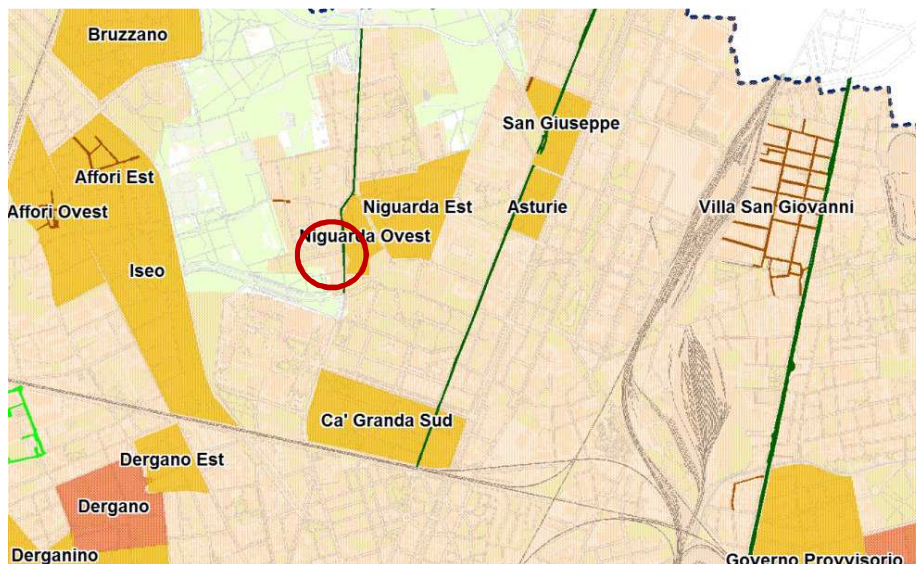 Bruzzano
San Giuseppe
Affori Est
Niguarda Est
Asturie
Villa San Giovanni
Affori Ovest
Niguarda Ovest
Iseo
Ca' Granda Sud
Dergano Est
Dergano
Derganino
Governo Provvisorio